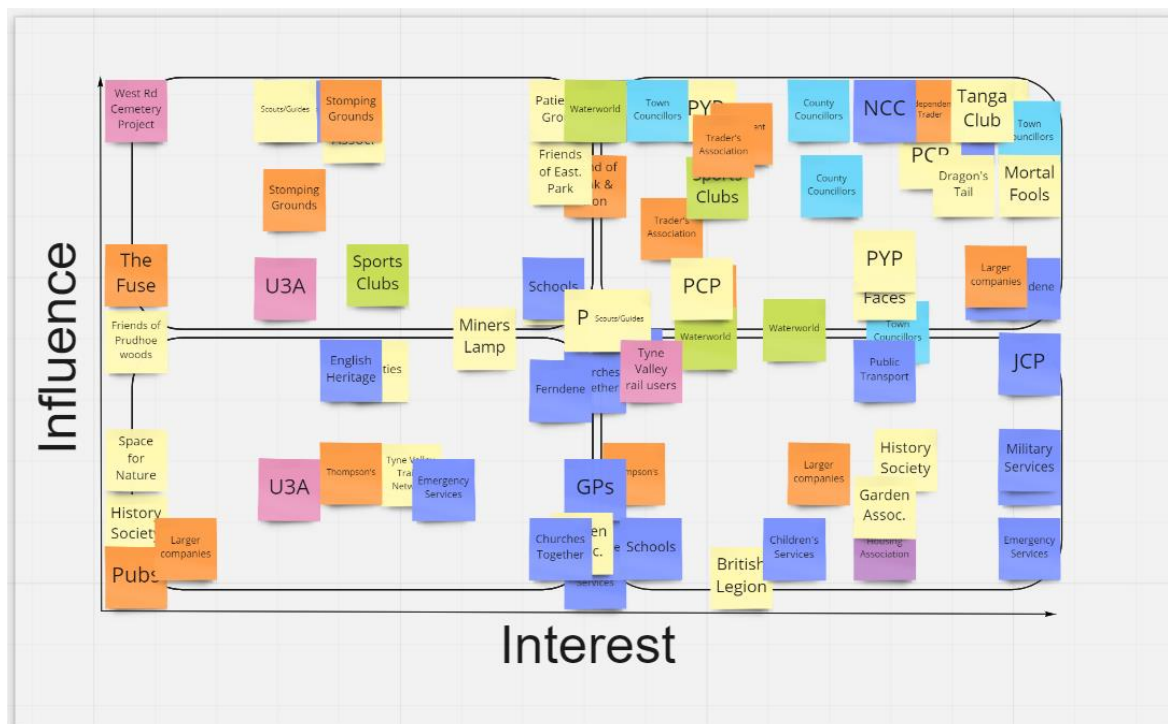 West Rd
Cemetery
Project
Scouts/Guides
Stomping
Grounds
Waterworld
Town
Councillors
PYP
Trader's
Association
County
Councillors
NCC
Trader
Tanga
Club
Town
Friends
of East.
Park
Stomping
Grounds
Sports
Clubs
Trader's
Association
County
Councillors
PCP
Dragon's
Tail
Mortal
Fools
The
Fuse
U3A
Sports
Clubs
Schools
PCP
PYP
Faces
Larger
companies
Friends of
Prudhoe
woods
Miners
Lamp
P
Scouts/Guides
Waterworld
Waterworld
Town
Councillors
English
Heritage
Ferndene
Tyne
Valley
rail users
Public
Transport
JCP
Space
for
Nature
U3A
Thompson's
Tyne Valley
Emergency
Services
GPs
Larger
companies
History
Society
Military
Services
History
Society
Larger
companies
Pubs
Churches
Together
Schools
Services
British
Legion
Children's
Services
Garden
Assoc.
Housing
Association
Emergency
Services
Influence
Interest